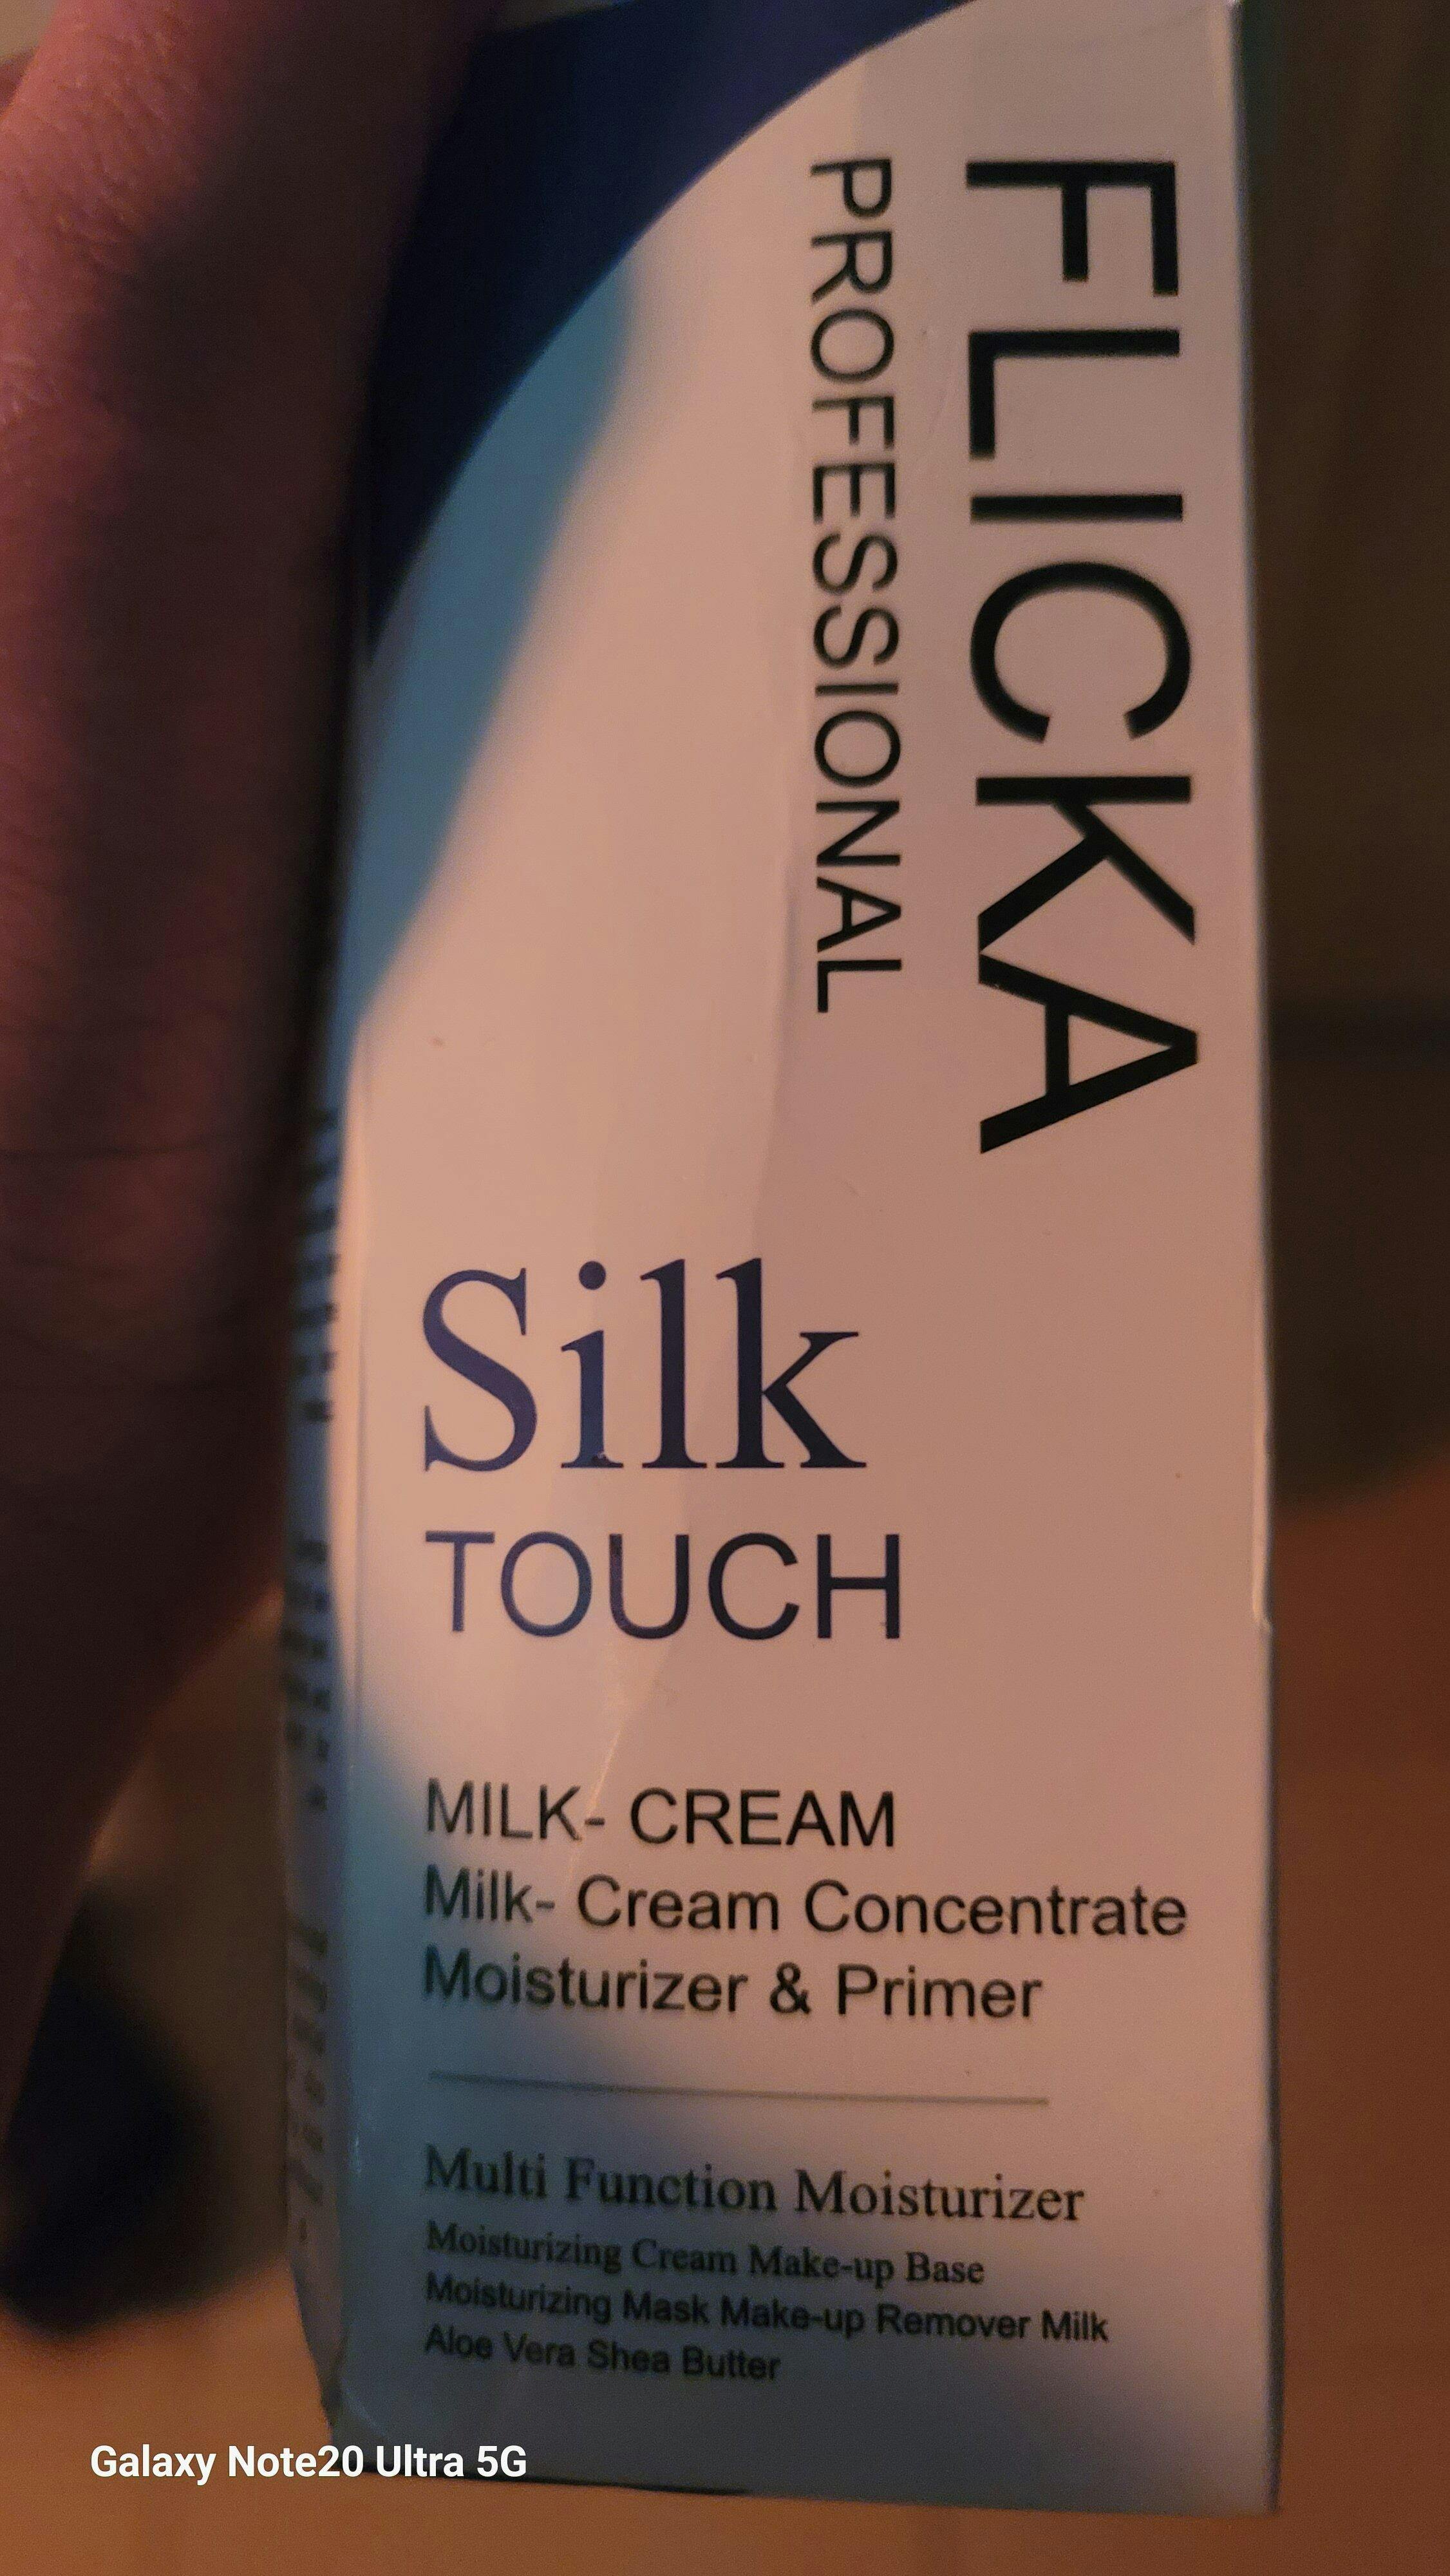 FLICKA
PROFESSIONAL
Silk
TOUCH
MILK- CREAM
Milk- Cream Concentrate
Moisturizer & Primer
Multi Function Moisturizer
Moisturizing Cream Make-up Base
Moisturizing Mask Make-up Remover Milk
Aloe Vera Shea Butter
Galaxy Note20 Ultra 5G